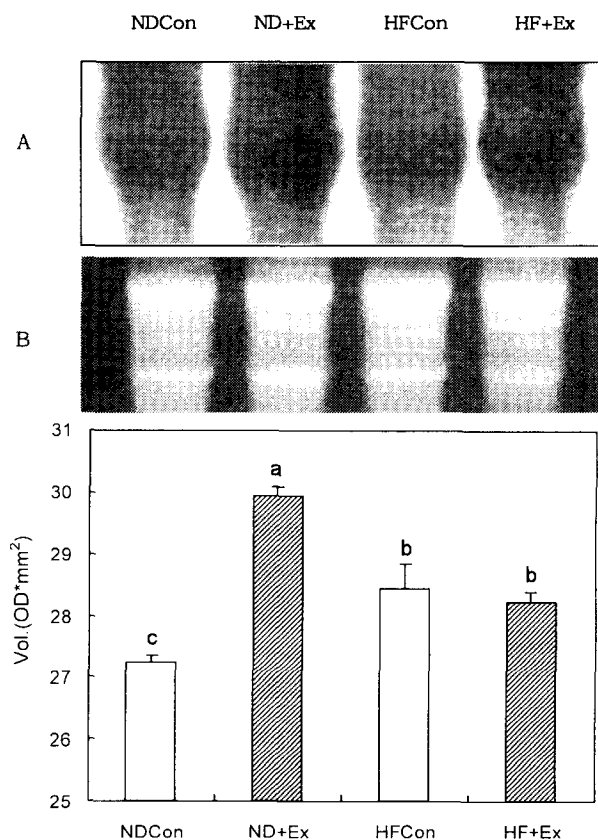 NDCon ND+Ex HFCon HF+Ex
A
B
31
30
29
28
27
26
25
Vol.(OD*mm²)
a
b
b
c
NDCon ND+Ex HFCon HF+Ex